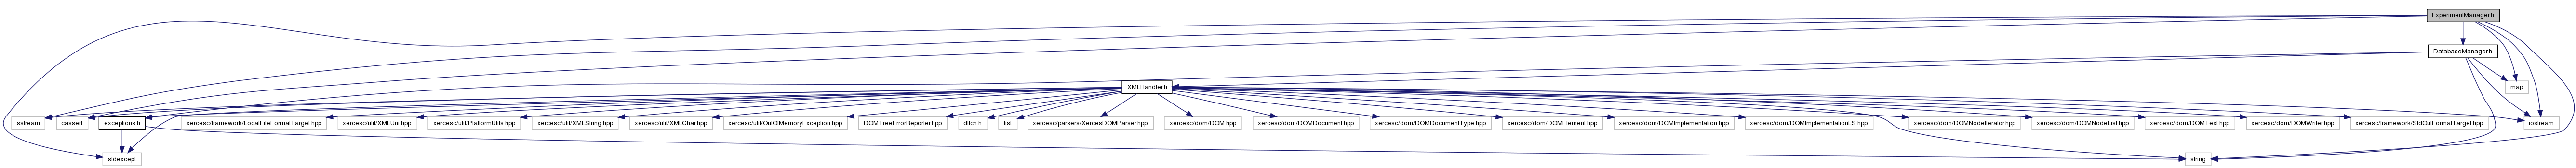 ExperimentManager.h
DatabaseManager.h
XMLHandler.h
map
sstream
cassert
exceptions.h
xercesc/framework/LocalFileFormatTarget.hpp
xercesc/util/XMLUni.hpp
xercesc/util/PlatformUtils.hpp
xercesc/util/XMLString.hpp
xercesc/util/XMLChar.hpp
xercesc/util/OutOfMemoryException.hpp
DOMTreeErrorReporter.hpp
dlfcn.h
list
xercesc/parsers/XercesDOMParser.hpp
xercesc/dom/DOM.hpp
xercesc/dom/DOMDocument.hpp
xercesc/dom/DOMDocumentType.hpp
xercesc/dom/DOMElement.hpp
xercesc/dom/DOMImplementation.hpp
xercesc/dom/DOMImplementationLS.hpp
xercesc/dom/DOMNodeIterator.hpp
xercesc/dom/DOMNodeList.hpp
xercesc/dom/DOMText.hpp
xercesc/dom/DOMWriter.hpp
xercesc/framework/StdOutFormatTarget.hpp
iostream
stdexcept
string